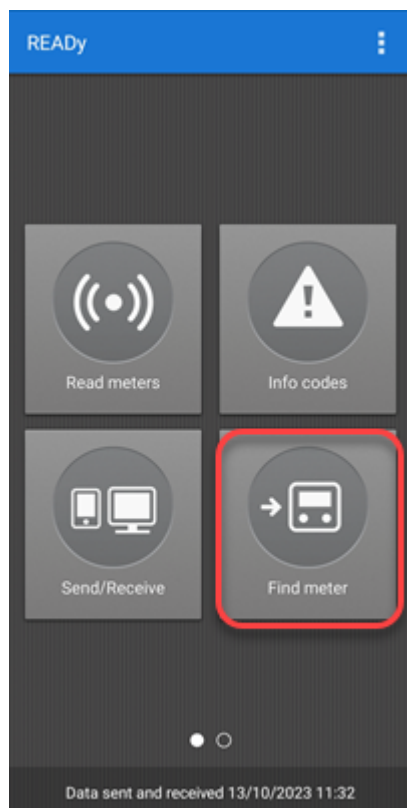 READy
Read meters
Info codes
Send/Receive
Find meter
Data sent and received 13/10/2023 11:32